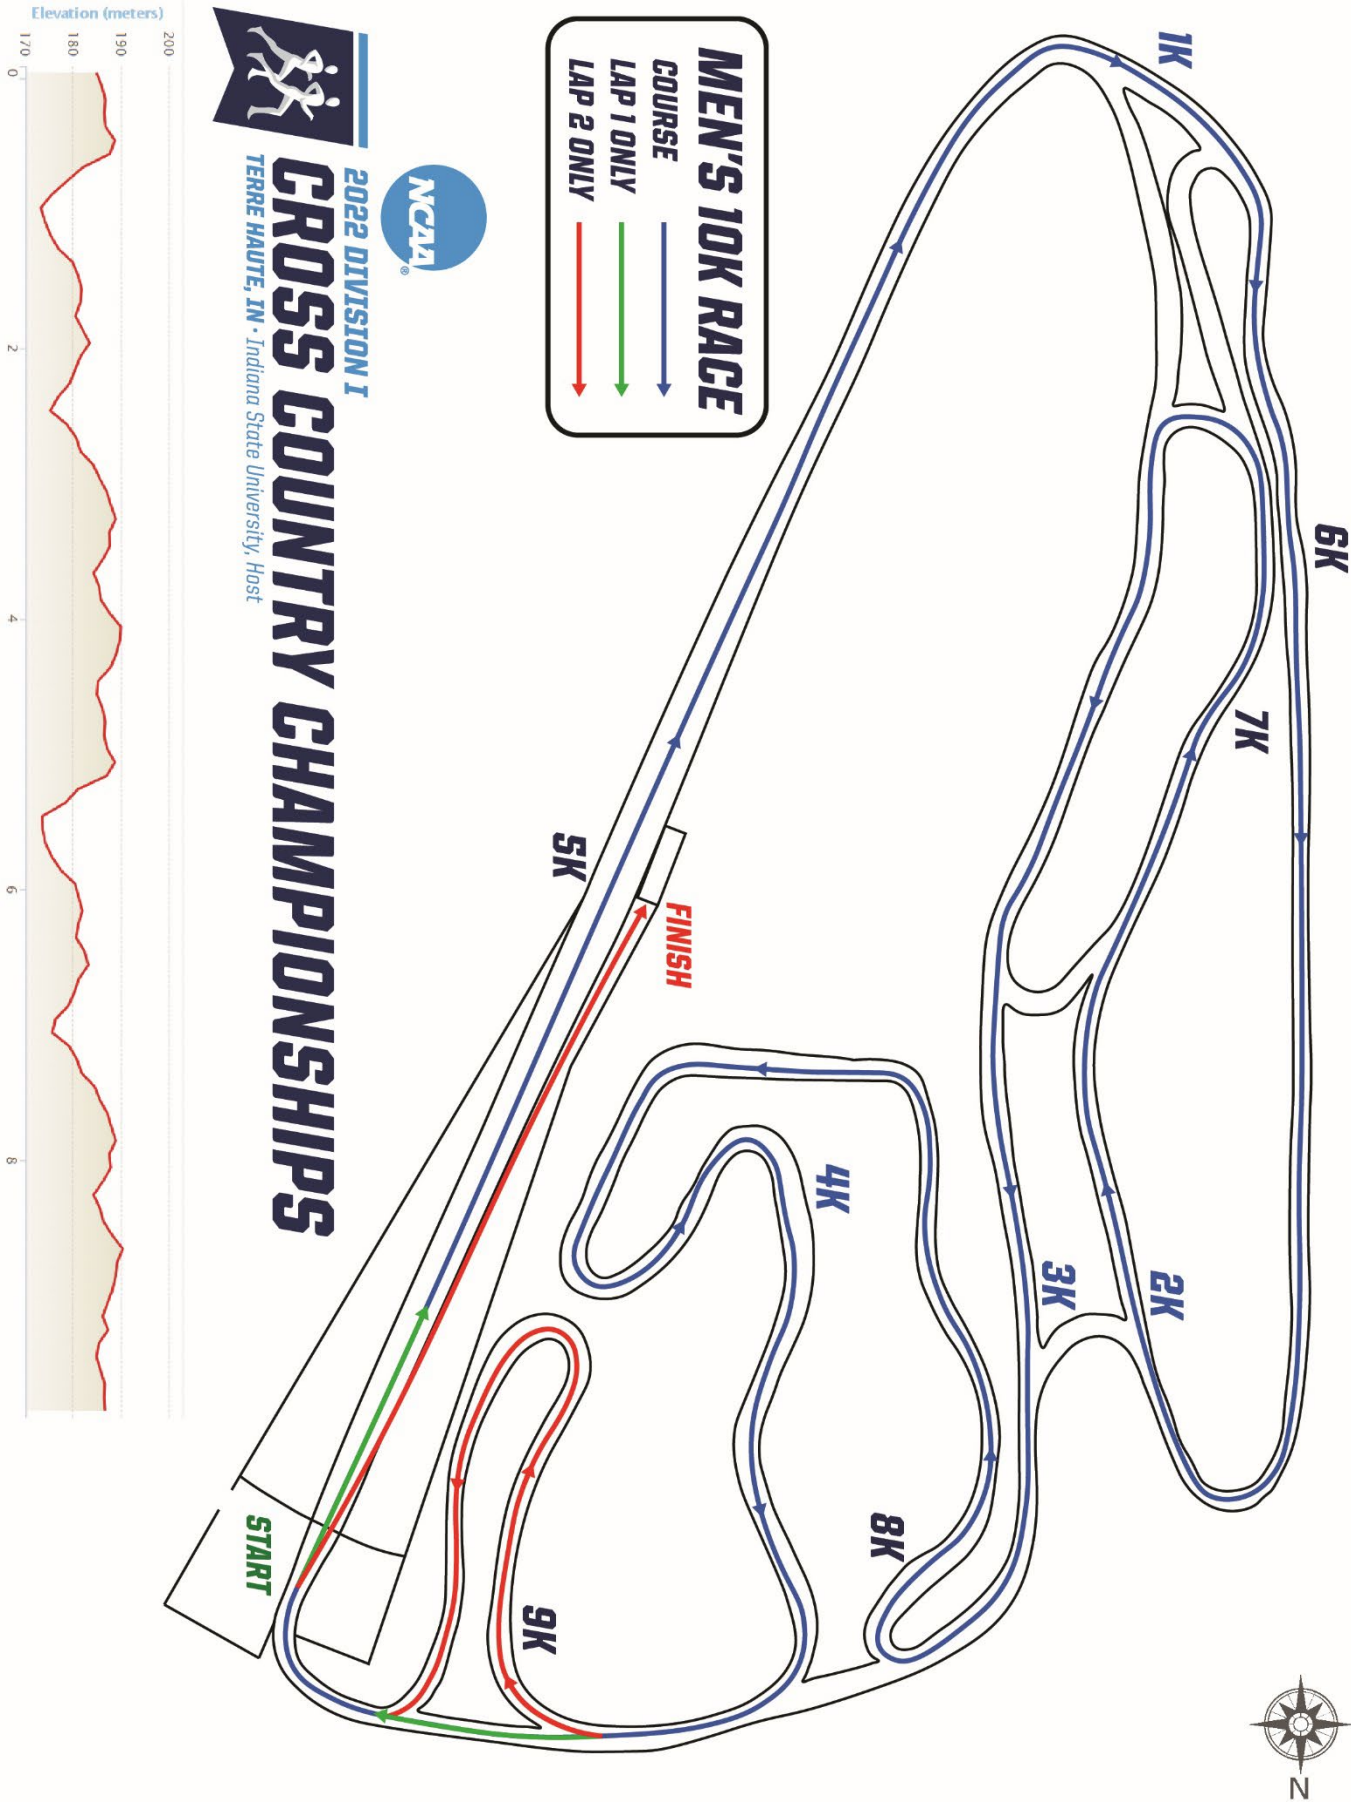 MEN'S 10K RACE
COURSE
LAP 1 ONLY
LAP 2 ONLY
NCAA®
2022 DIVISION I
CROSS COUNTRY CHAMPIONSHIPS
TERRE HAUTE, IN • Indiana State University, Host
1K
2K
3K
4K
5K
6K
7K
8K
9K
FINISH
START
N
Elevation (meters)
200
190
180
170
0
2
4
6
8